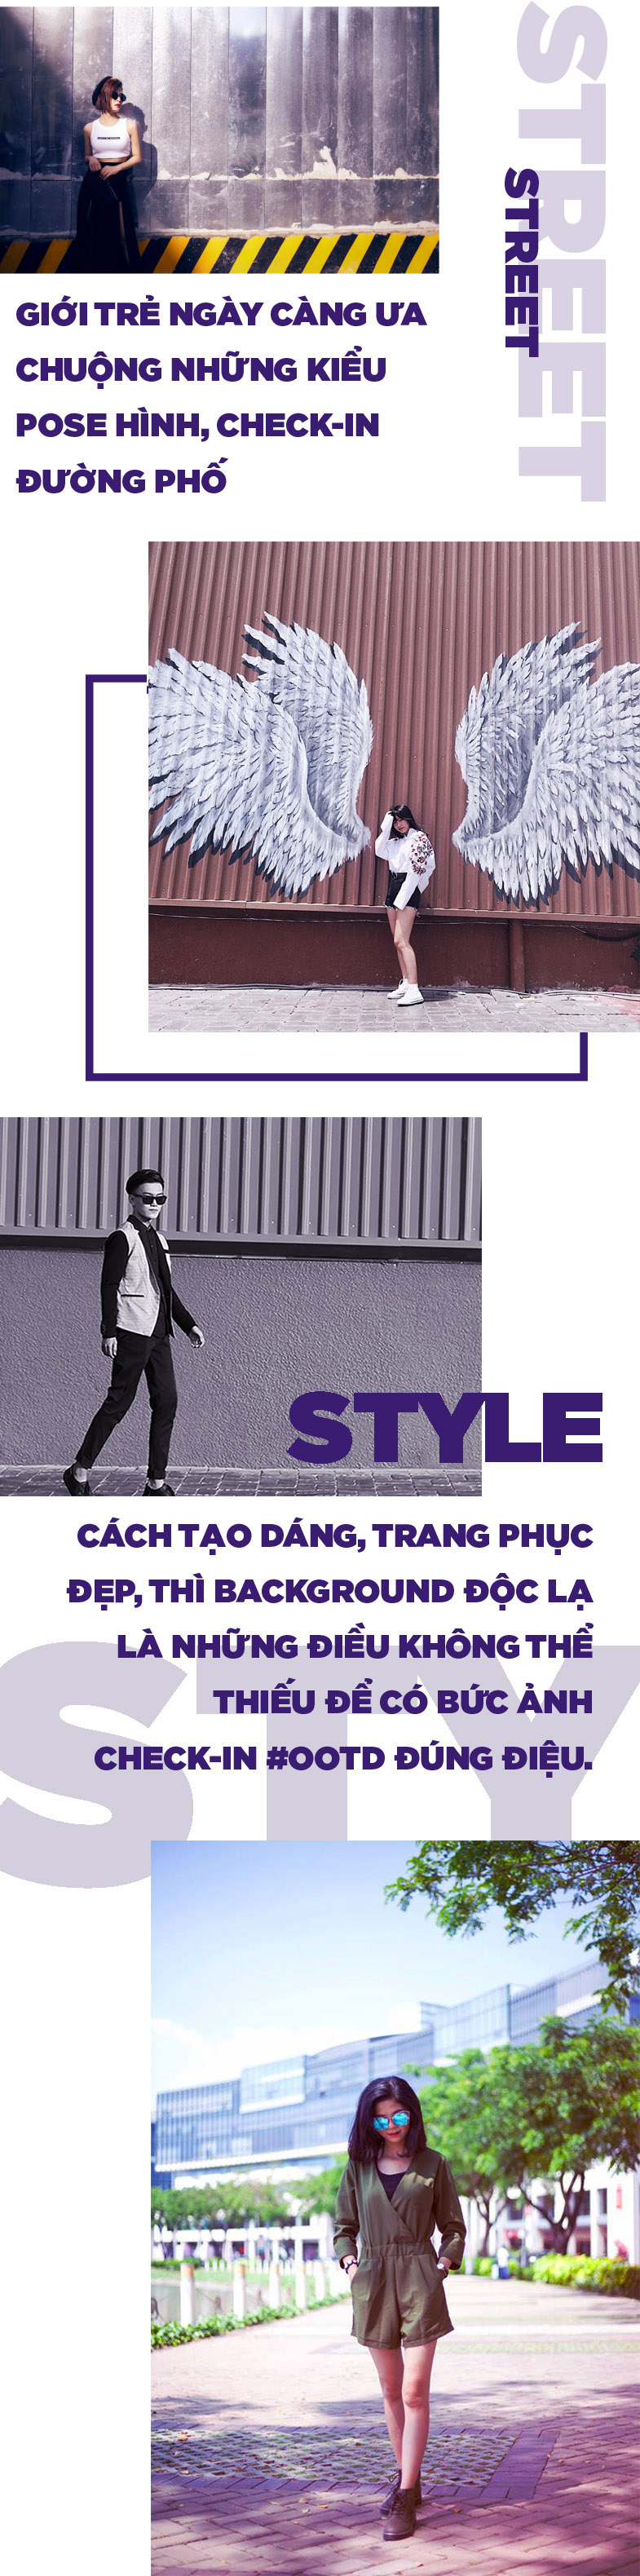 STREET
STREET
GIỚI TRẺ NGÀY CÀNG ƯA
CHUỘNG NHỮNG KIỂU
POSE HÌNH, CHECK-IN
ĐƯỜNG PHỐ
STYLE
CÁCH TẠO DÁNG, TRANG PHỤC
ĐẸP, THÌ BACKGROUND ĐỘC LẠ
LÀ NHỮNG ĐIỀU KHÔNG THỂ
THIẾU ĐỂ CÓ BỨC ẢNH
CHECK-IN #OOTD ĐÚNG ĐIỆU.
STY